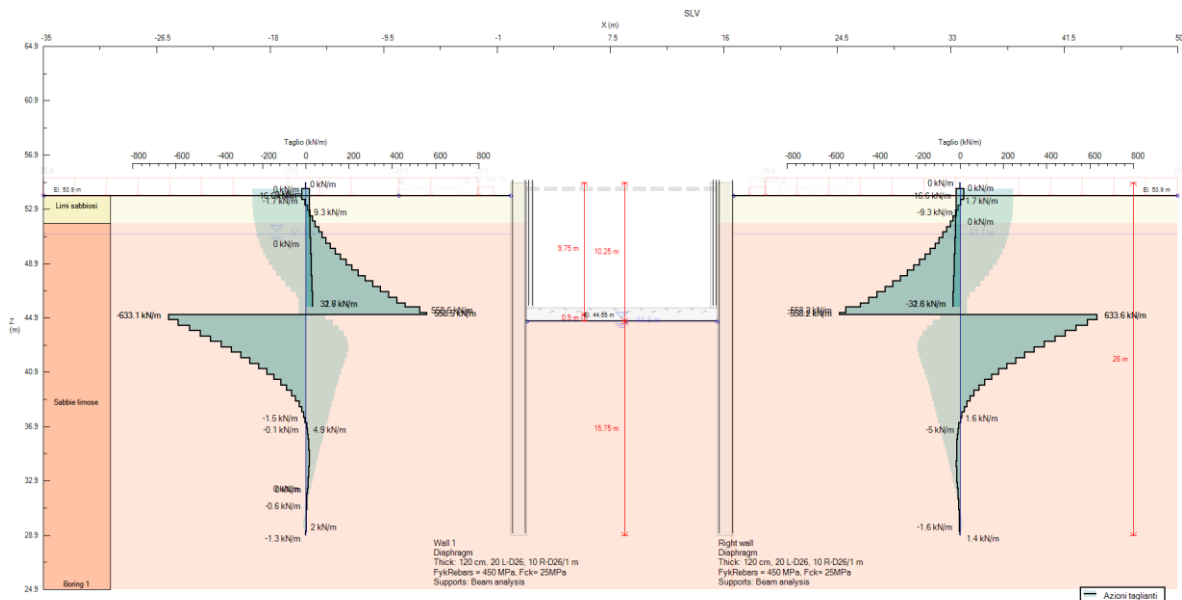 SLV
X (m)
-35
-26.5
-18
-9.5
-1
7.5
16
24.5
33
41.5
50
64.9
60.9
56.9
52.9
48.9
44.9
40.9
36.9
32.9
28.9
24.9
Z
(m)
Taglio (kN/m)
-800
-600
-400
-200
0
200
400
600
800
Taglio (kN/m)
-800
-600
-400
-200
0
200
400
600
800
El. 53.9 m
Limi sabbiosi
Sabbie limose
Boring 1
0 kN/m
-1.7 kN/m
9.3 kN/m
0 kN/m
-633.1 kN/m
-1.5 kN/m
-0.1 kN/m
4.9 kN/m
-0.6 kN/m
2 kN/m
-1.3 kN/m
9.75 m
10.25 m
0.5 m
15.75 m
0 kN/m
0 kN/m
1.7 kN/m
-9.3 kN/m
0 kN/m
El. 53.9 m
-32.6 kN/m
633.6 kN/m
26 m
1.6 kN/m
-5 kN/m
-1.6 kN/m
1.4 kN/m
Wall 1
Diaphragm
Thick: 120 cm, 20 L-D26, 10 R-D26/1 m
FykRebars = 450 MPa, Fck= 25MPa
Supports: Beam analysis
Right wall
Diaphragm
Thick: 120 cm, 20 L-D26, 10 R-D26/1 m
FykRebars = 450 MPa, Fck= 25MPa
Supports: Beam analysis
Azioni taglianti